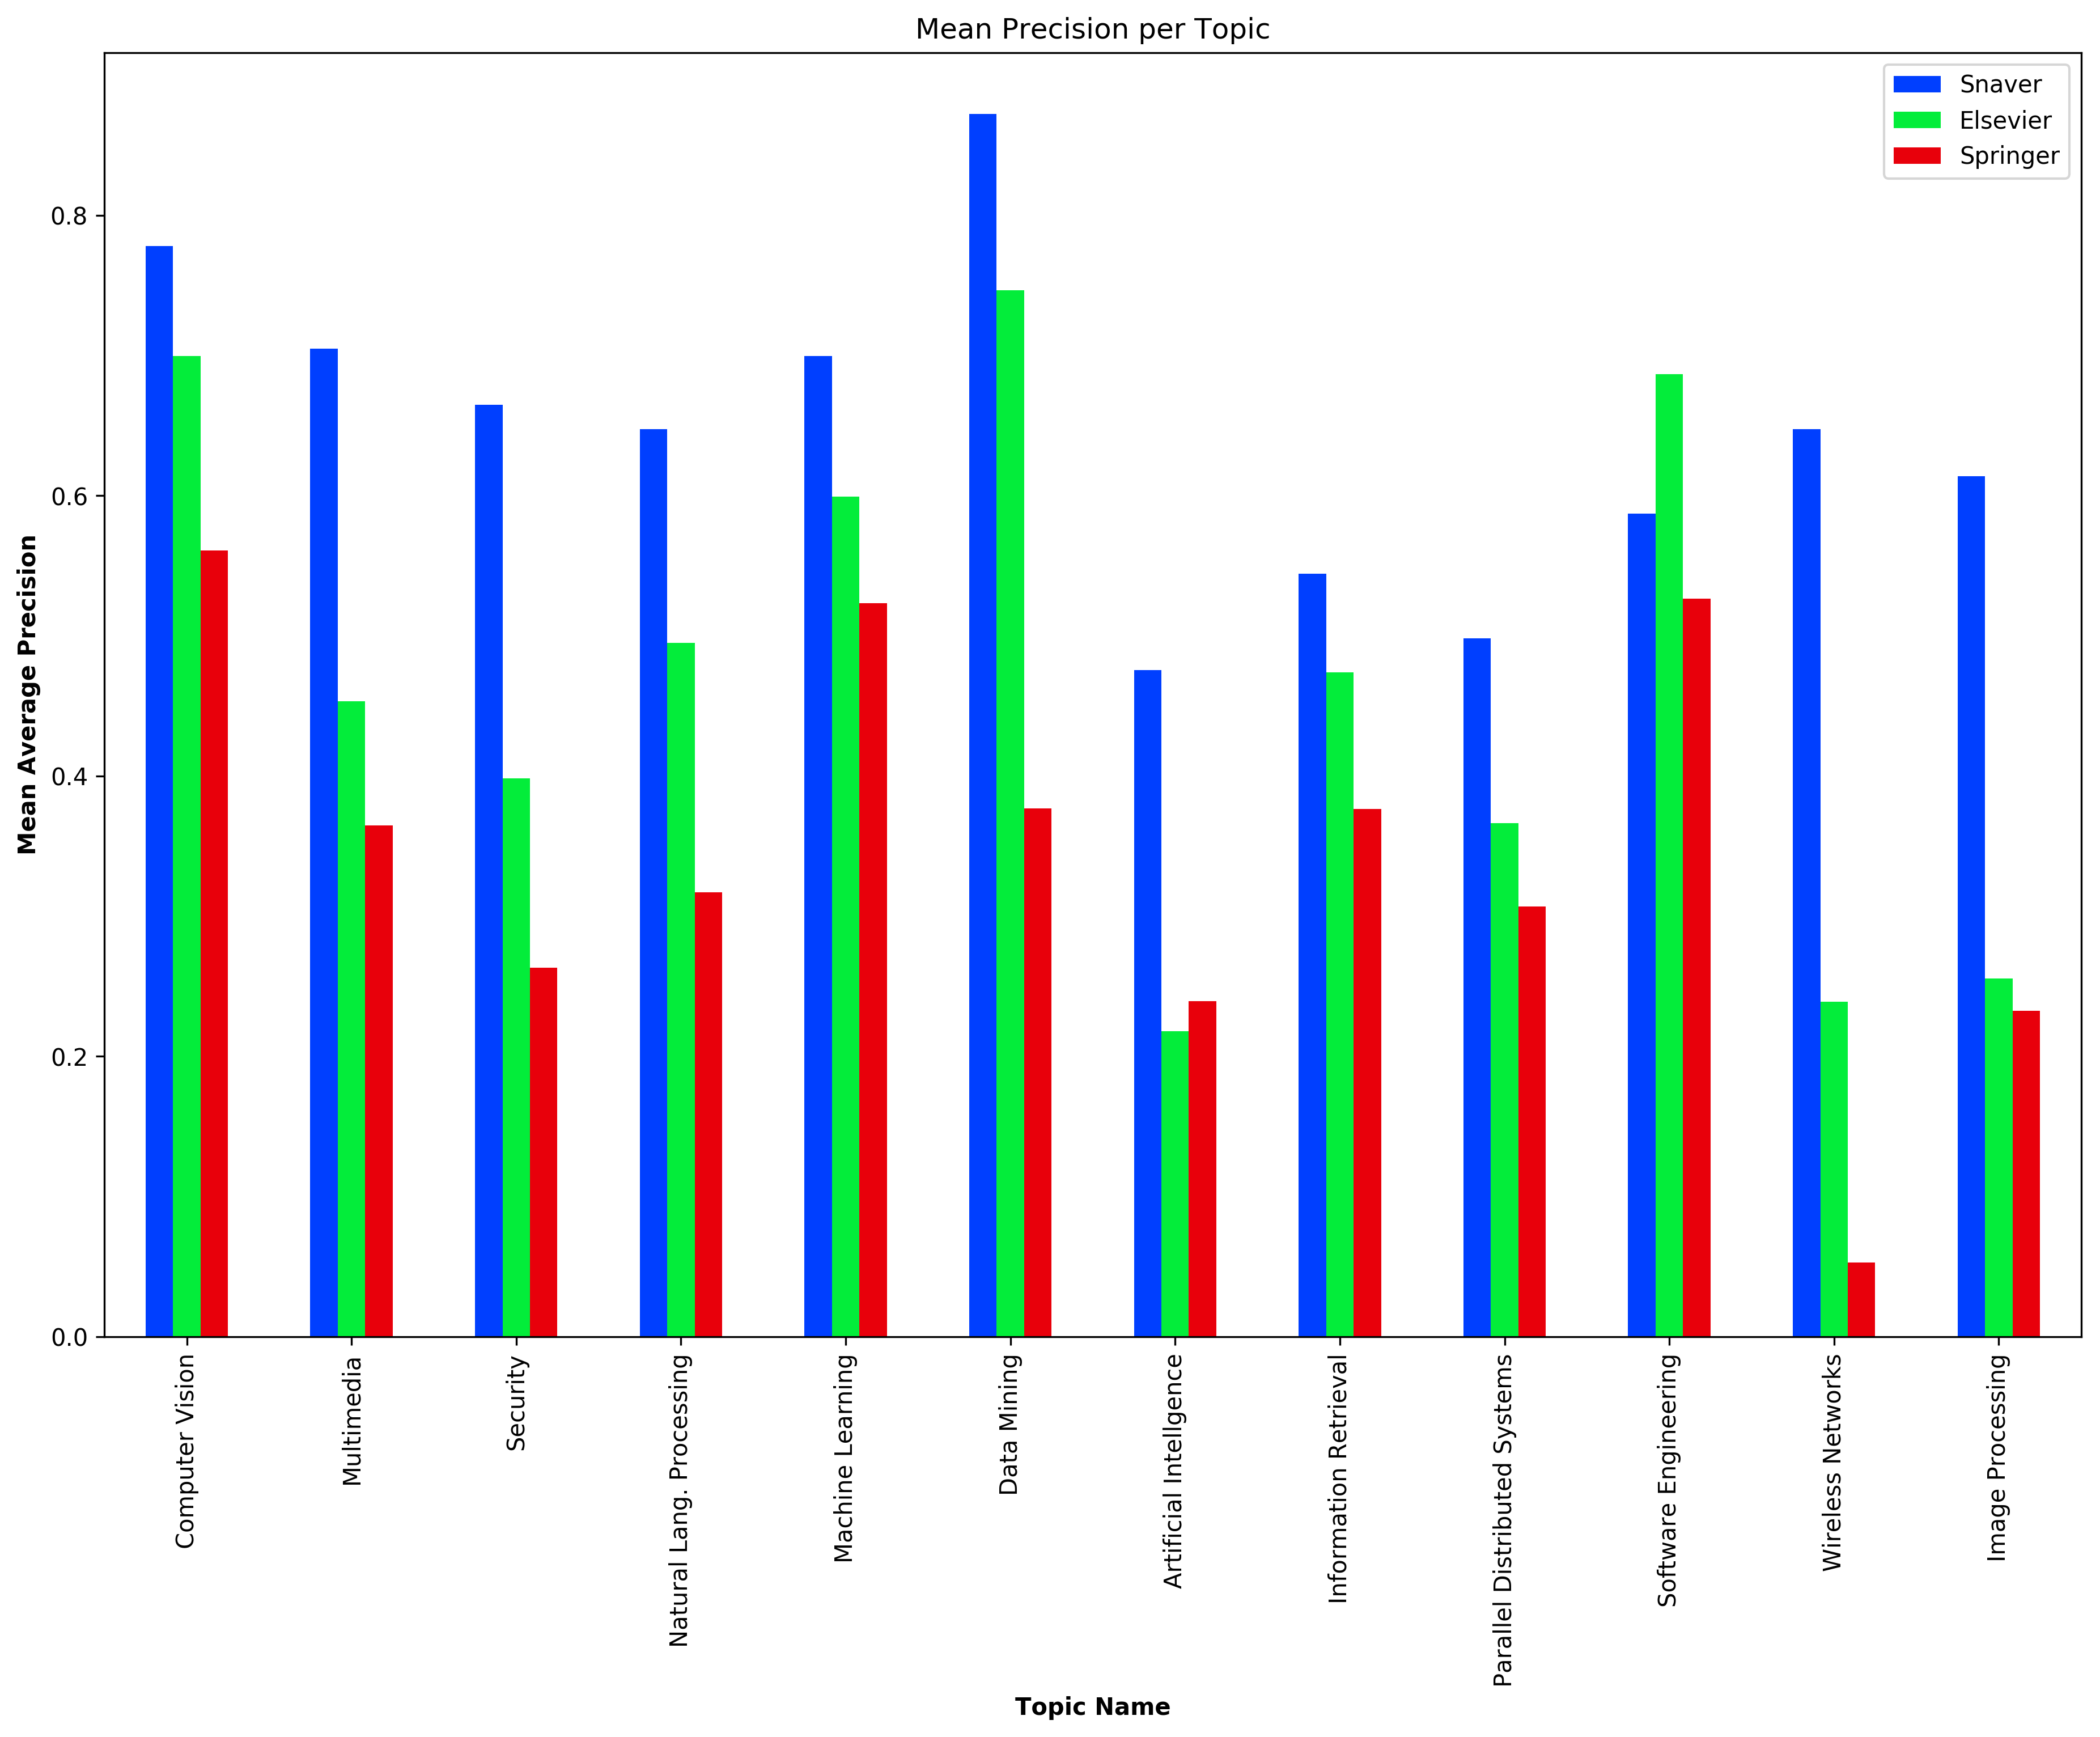 Mean Precision per Topic
Snaver
Elsevier
Springer
Mean Average Precision
0.8
0.6
0.4
0.2
0.0
Computer Vision
Multimedia
Security
Natural Lang. Processing
Machine Learning
Data Mining
Artificial Intellgence
Information Retrieval
Parallel Distributed Systems
Software Engineering
Wireless Networks
Image Processing
Topic Name